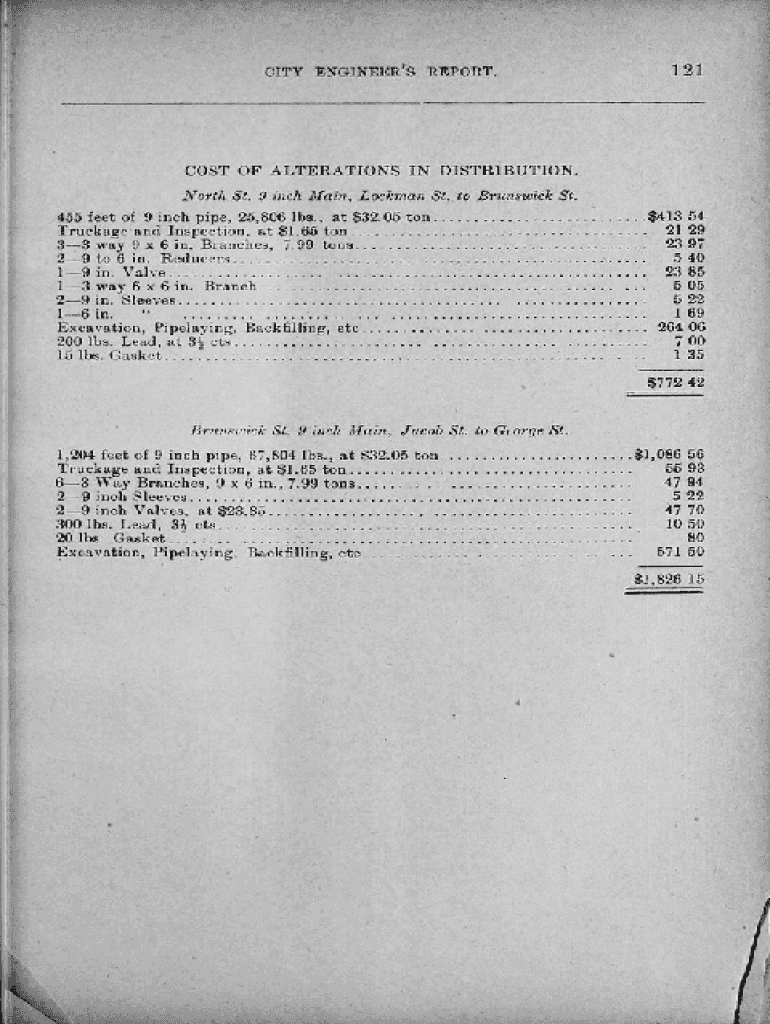 CITY ENGINEER'S REPORT. 121
COST OF ALTERATIONS IN DISTRIBUTION.
North St. 9 inch Main, Lockman St. to Brunswick St.
455 feet of 9 inch pipe, 25,806 lbs., at $32.05 ton $413 54
Truckage and Inspection, at $1.65 ton 21 29
3—3 way 9 x 6 in. Branches, 7.99 tons 23 97
2—9 to 6 in. Reducers 5 40
1—9 in. Valve 23 85
1—3 way 6 x 6 in. Branch 5 05
2—9 in. Sleeves 5 22
1—6 in. " 1 69
Excavation, Pipelaying, Backfilling, etc 264 06
200 lbs. Lead, at 3½ cts 7 00
15 lbs. Gasket 1 35
$772 42
Brunswick St. 9 inch Main, Jacob St. to George St.
1,204 feet of 9 inch pipe, 67,804 lbs., at $32.05 ton $1,086 56
Truckage and Inspection, at $1.65 ton 55 93
6—3 Way Branches, 9 x 6 in., 7.99 tons 47 94
2—9 inch Sleeves 5 22
2—9 inch Valves, at $23.85 47 70
300 lbs. Lead, 3½ cts 10 50
20 lbs Gasket 80
Excavation, Pipelaying, Backfilling, etc 571 50
$1,826 15